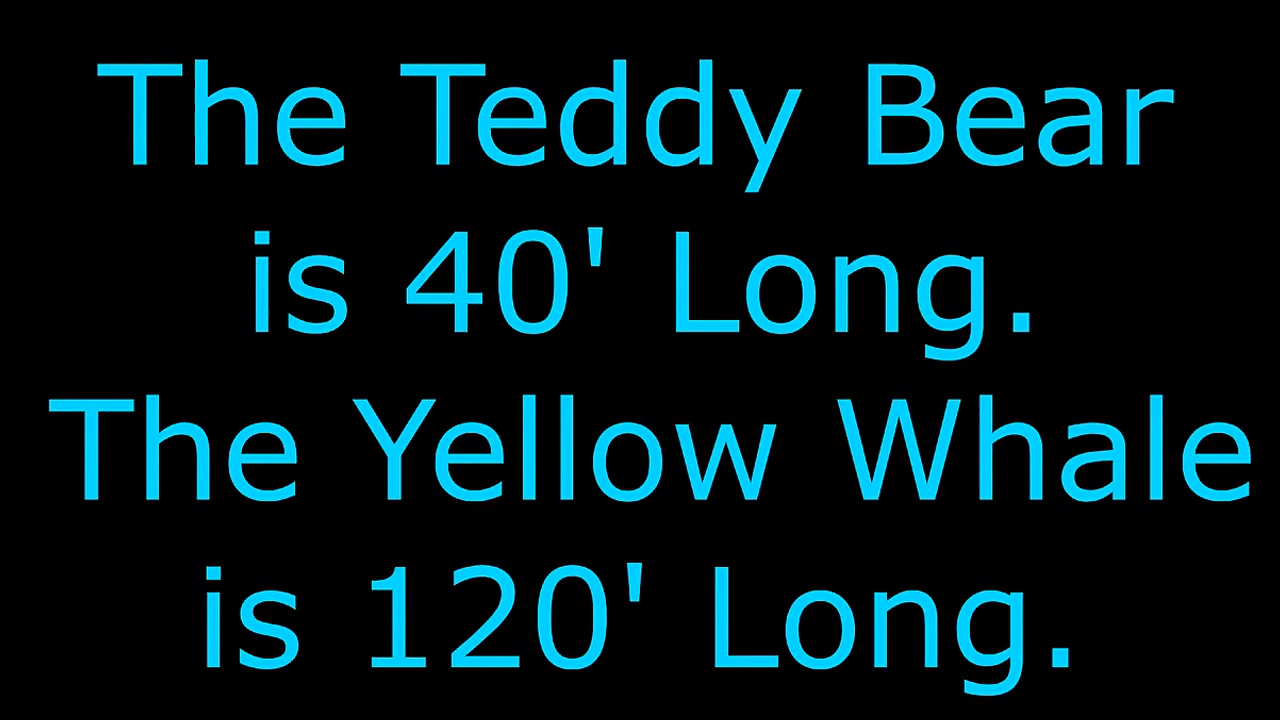 The Teddy Bear
is 40' Long.
The Yellow Whale
is 120' Long.